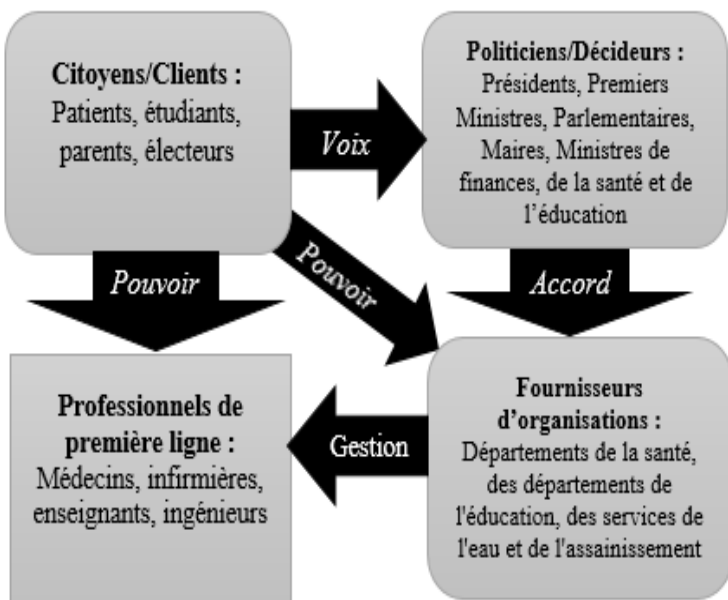 Citoyens/Clients :
Patients, étudiants,
parents, électeurs
Voix
Politiciens/Décideurs :
Présidents, Premiers
Ministres, Parlementaires,
Maires, Ministres de
finances, de la santé et de
l’éducation
Pouvoir
Pouvoir
Accord
Professionnels de
première ligne :
Médecins, infirmières,
enseignants, ingénieurs
Gestion
Fournisseurs
d’organisations :
Départements de la santé,
des départements de
l'éducation, des services de
l'eau et de l'assainissement